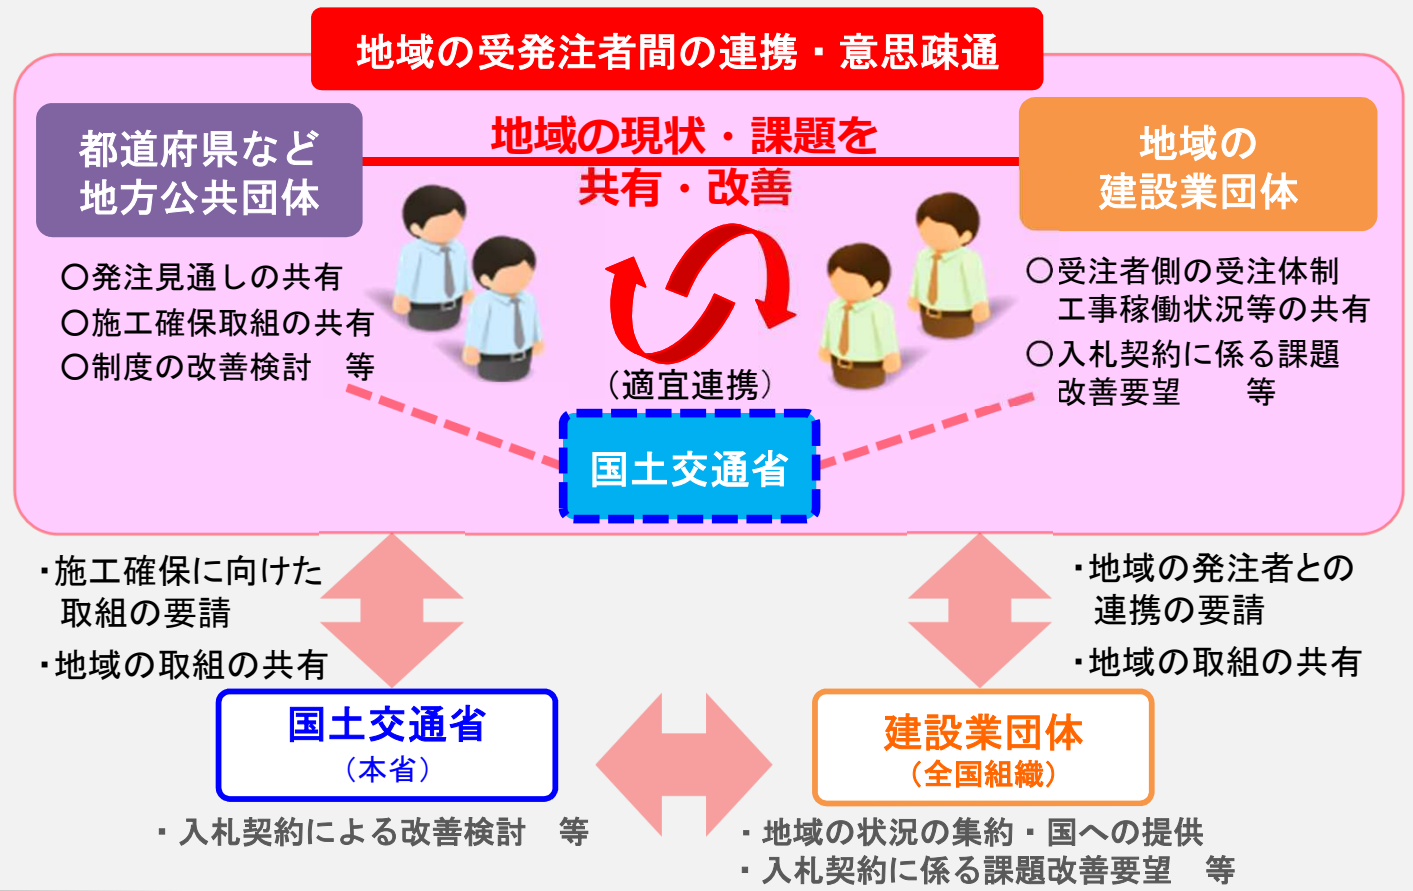 地域の受発注者間の連携・意思疎通
都道府県など
地方公共団体
地域の現状・課題を
共有・改善
地域の
建設業団体
〇発注見通しの共有
〇施工確保取組の共有
〇制度の改善検討　等
〇受注者側の受注体制
工事稼働状況等の共有
〇入札契約に係る課題
改善要望　　等
（適宜連携）
国土交通省
・施工確保に向けた
取組の要請
・地域の取組の共有
・地域の発注者との
連携の要請
・地域の取組の共有
国土交通省
（本省）
建設業団体
（全国組織）
・入札契約による改善検討　等
・地域の状況の集約・国への提供
・入札契約に係る課題改善要望　等